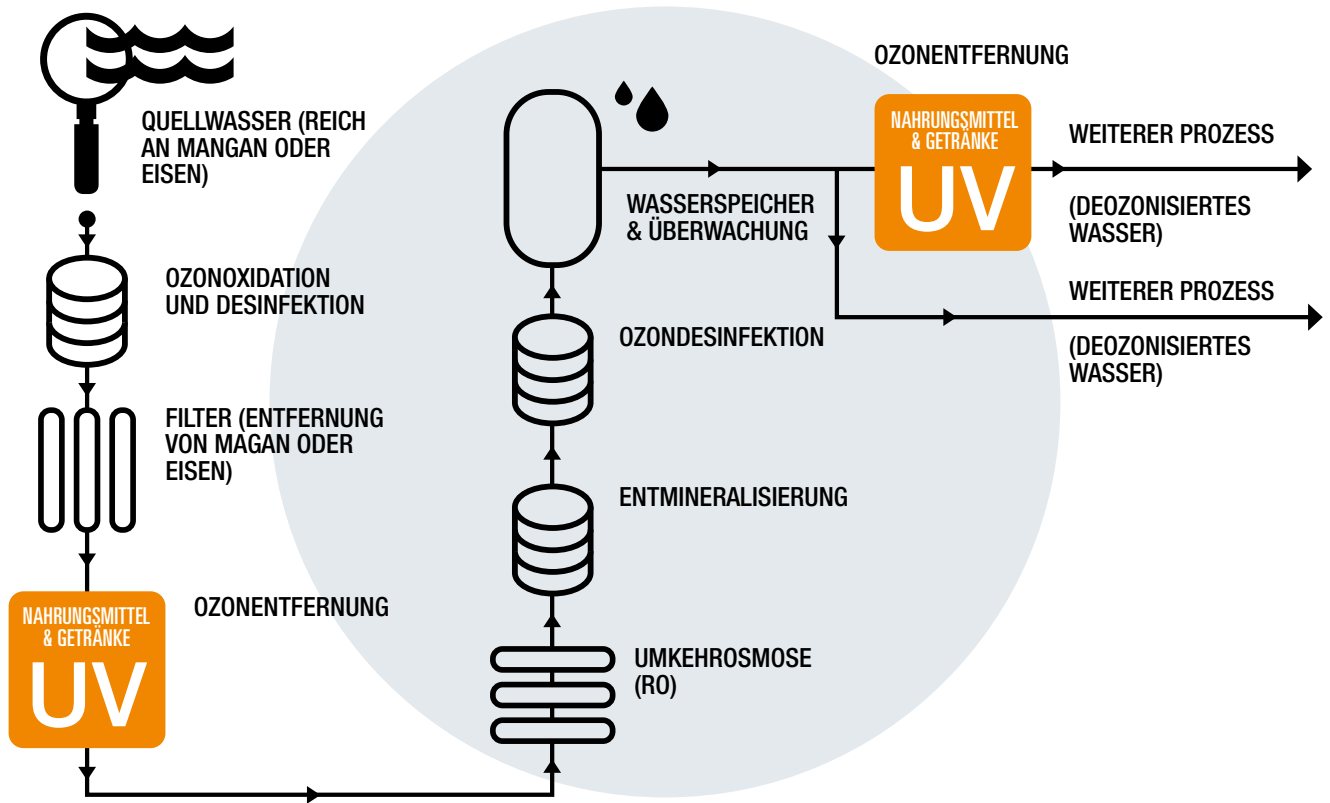 QUELLWASSER (REICH
AN MANGAN ODER
EISEN)
OZONOXIDATION
UND DESINFEKTION
FILTER (ENTFERNUNG
VON MAGAN ODER
EISEN)
OZONENTFERNUNG
NAHRUNGSMITTEL
& GETRÄNKE
UV
UMKEHROSMOSE
(RO)
ENTMINERALISIERUNG
OZONDESINFEKTION
WASSERSPEICHER
& ÜBERWACHUNG
OZONENTFERNUNG
NAHRUNGSMITTEL
& GETRÄNKE
UV
WEITERER PROZESS
(DEOZONISIERTES
WASSER)
WEITERER PROZESS
(DEOZONISIERTES
WASSER)